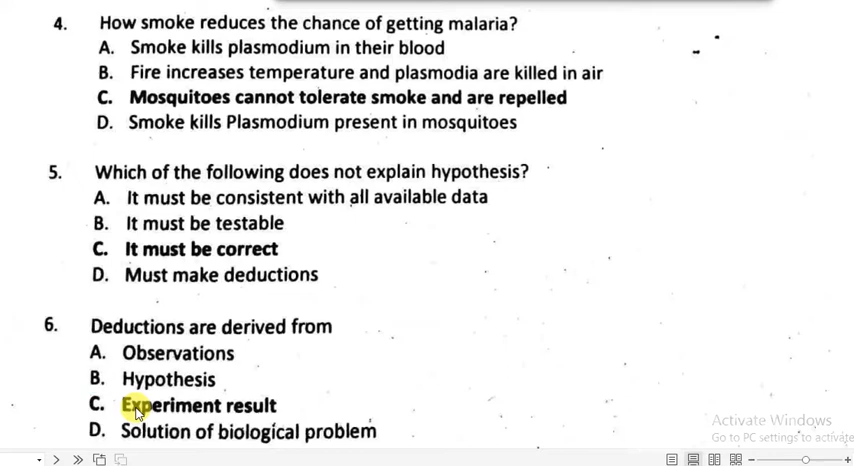 4. How smoke reduces the chance of getting malaria?
A. Smoke kills plasmodium in their blood
B. Fire increases temperature and plasmodia are killed in air
C. Mosquitoes cannot tolerate smoke and are repelled
D. Smoke kills Plasmodium present in mosquitoes
5. Which of the following does not explain hypothesis?
A. It must be consistent with all available data
B. It must be testable
C. It must be correct
D. Must make deductions
6. Deductions are derived from
A. Observations
B. Hypothesis
C. Experiment result
D. Solution of biological problem
Activate Windows
Go to PC settings to activate